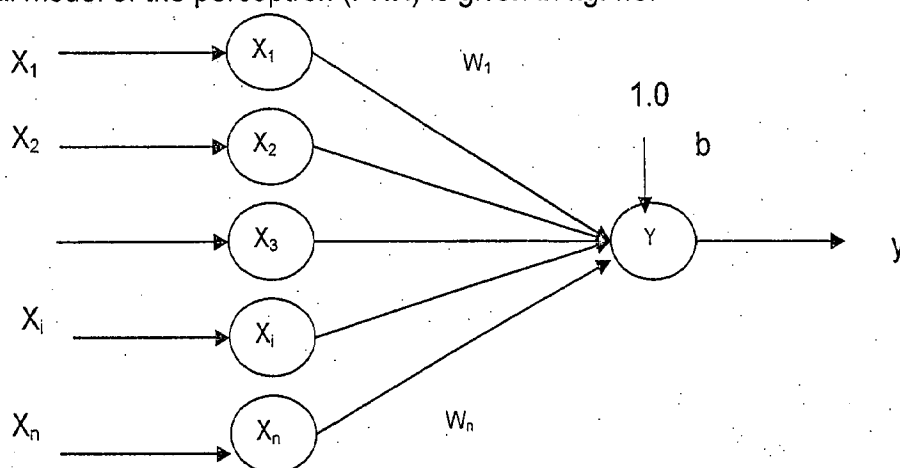 X₁ X₁ W₁
1.0
X₂ X₂ b
X₃ Y y
Xᵢ Xᵢ
Xₙ Xₙ Wₙ